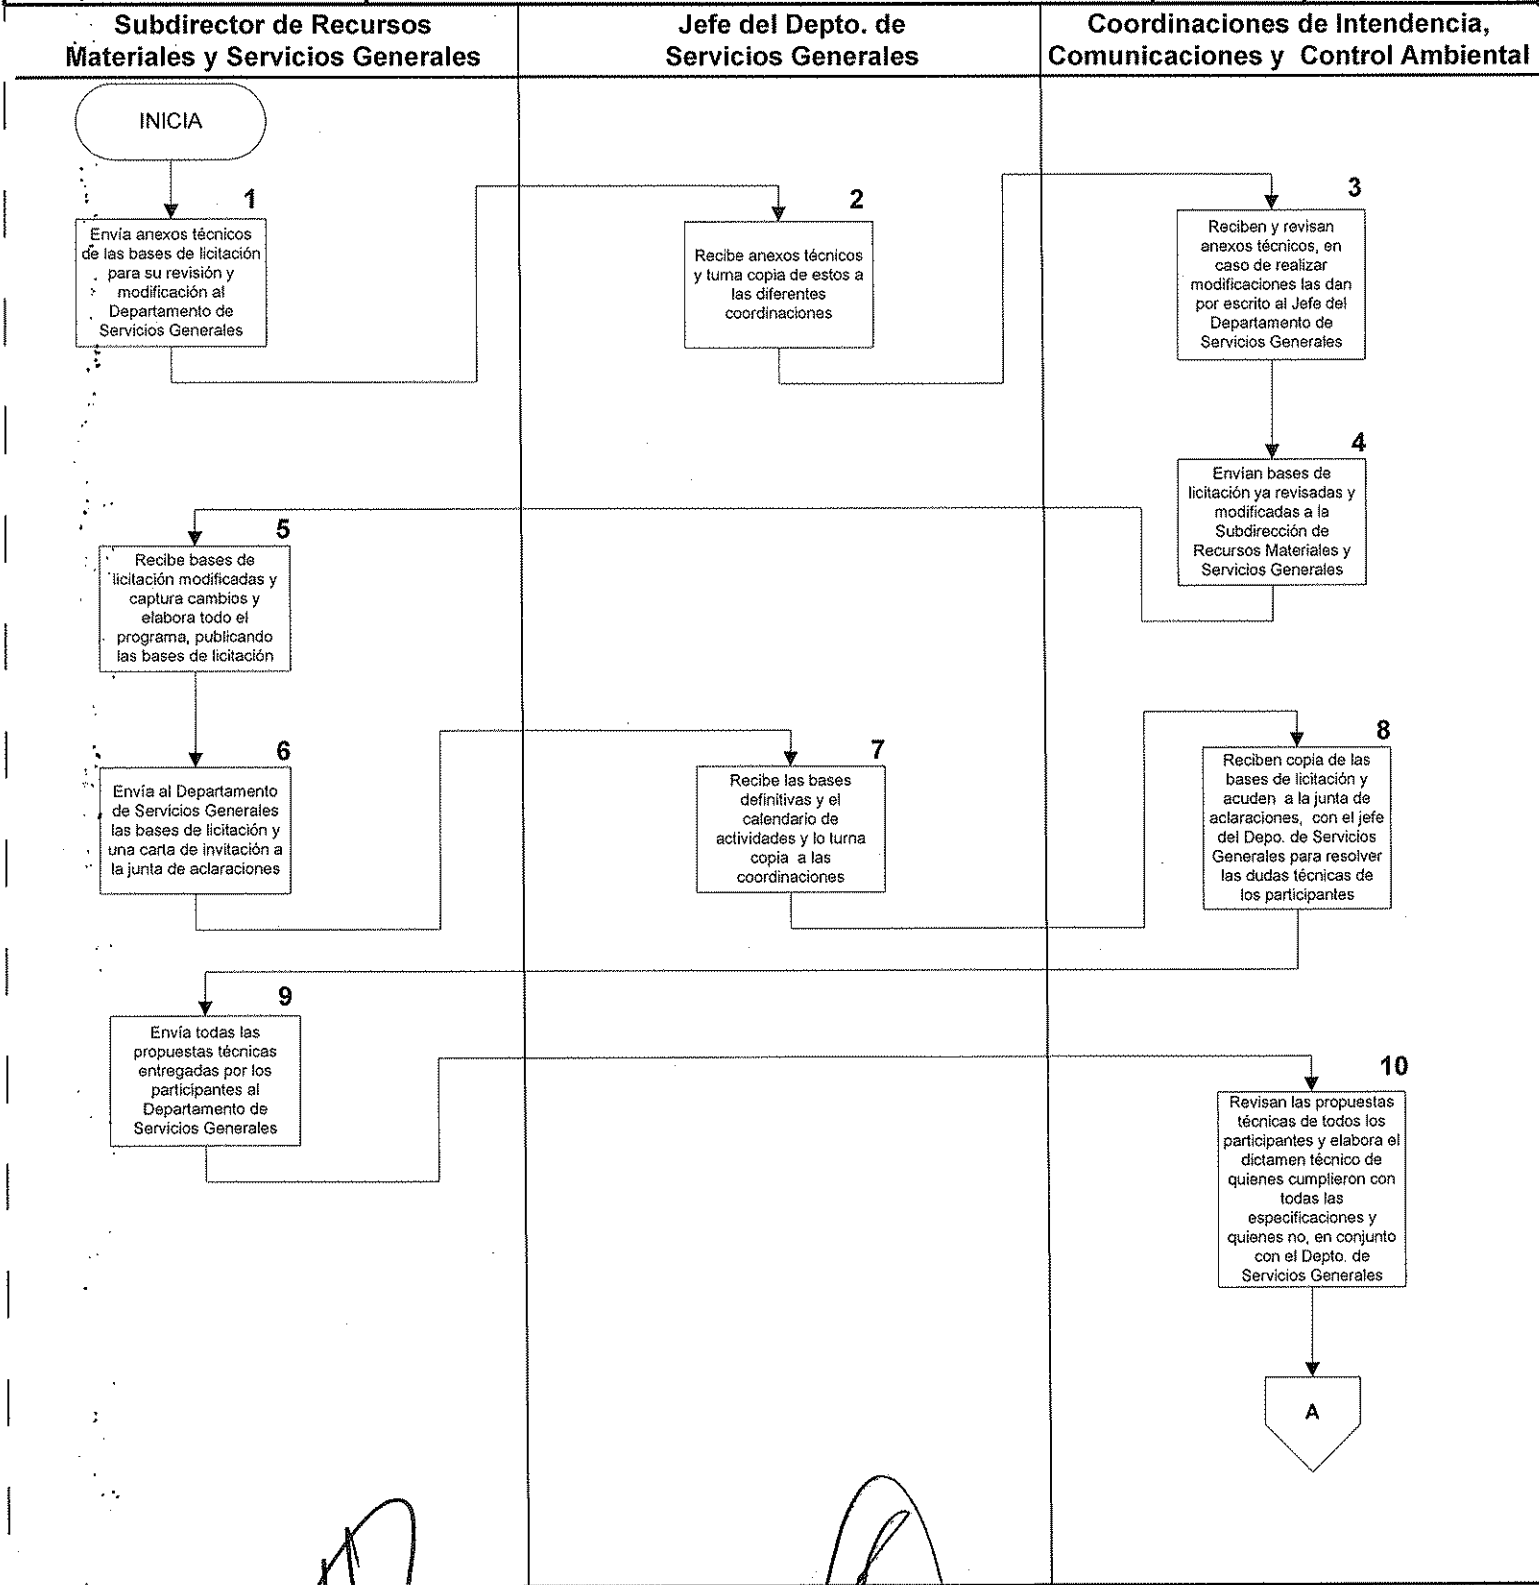 Subdirector de Recursos
Materiales y Servicios Generales
Jefe del Depto. de
Servicios Generales
Coordinaciones de Intendencia,
Comunicaciones y Control Ambiental
INICIA
1
Envía anexos técnicos
de las bases de licitación
para su revisión y
modificación al
Departamento de
Servicios Generales
2
Recibe anexos técnicos
y turna copia de estos a
las diferentes
coordinaciones
3
Reciben y revisan
anexos técnicos, en
caso de realizar
modificaciones las dan
por escrito al Jefe del
Departamento de
Servicios Generales
4
Envían bases de
licitación ya revisadas y
modificadas a la
Subdirección de
Recursos Materiales y
Servicios Generales
5
Recibe bases de
licitación modificadas y
captura cambios y
elabora todo el
programa, publicando
las bases de licitación
6
Envía al Departamento
de Servicios Generales
las bases de licitación y
una carta de invitación a
la junta de aclaraciones
7
Recibe las bases
definitivas y el
calendario de
actividades y lo turna
copia a las
coordinaciones
8
Reciben copia de las
bases de licitación y
acuden a la junta de
aclaraciones, con el jefe
del Depo. de Servicios
Generales para resolver
las dudas técnicas de
los participantes
9
Envía todas las
propuestas técnicas
entregadas por los
participantes al
Departamento de
Servicios Generales
10
Revisan las propuestas
técnicas de todos los
participantes y elabora el
dictamen técnico de
quienes cumplieron con
todas las
especificaciones y
quienes no, en conjunto
con el Depto. de
Servicios Generales
A